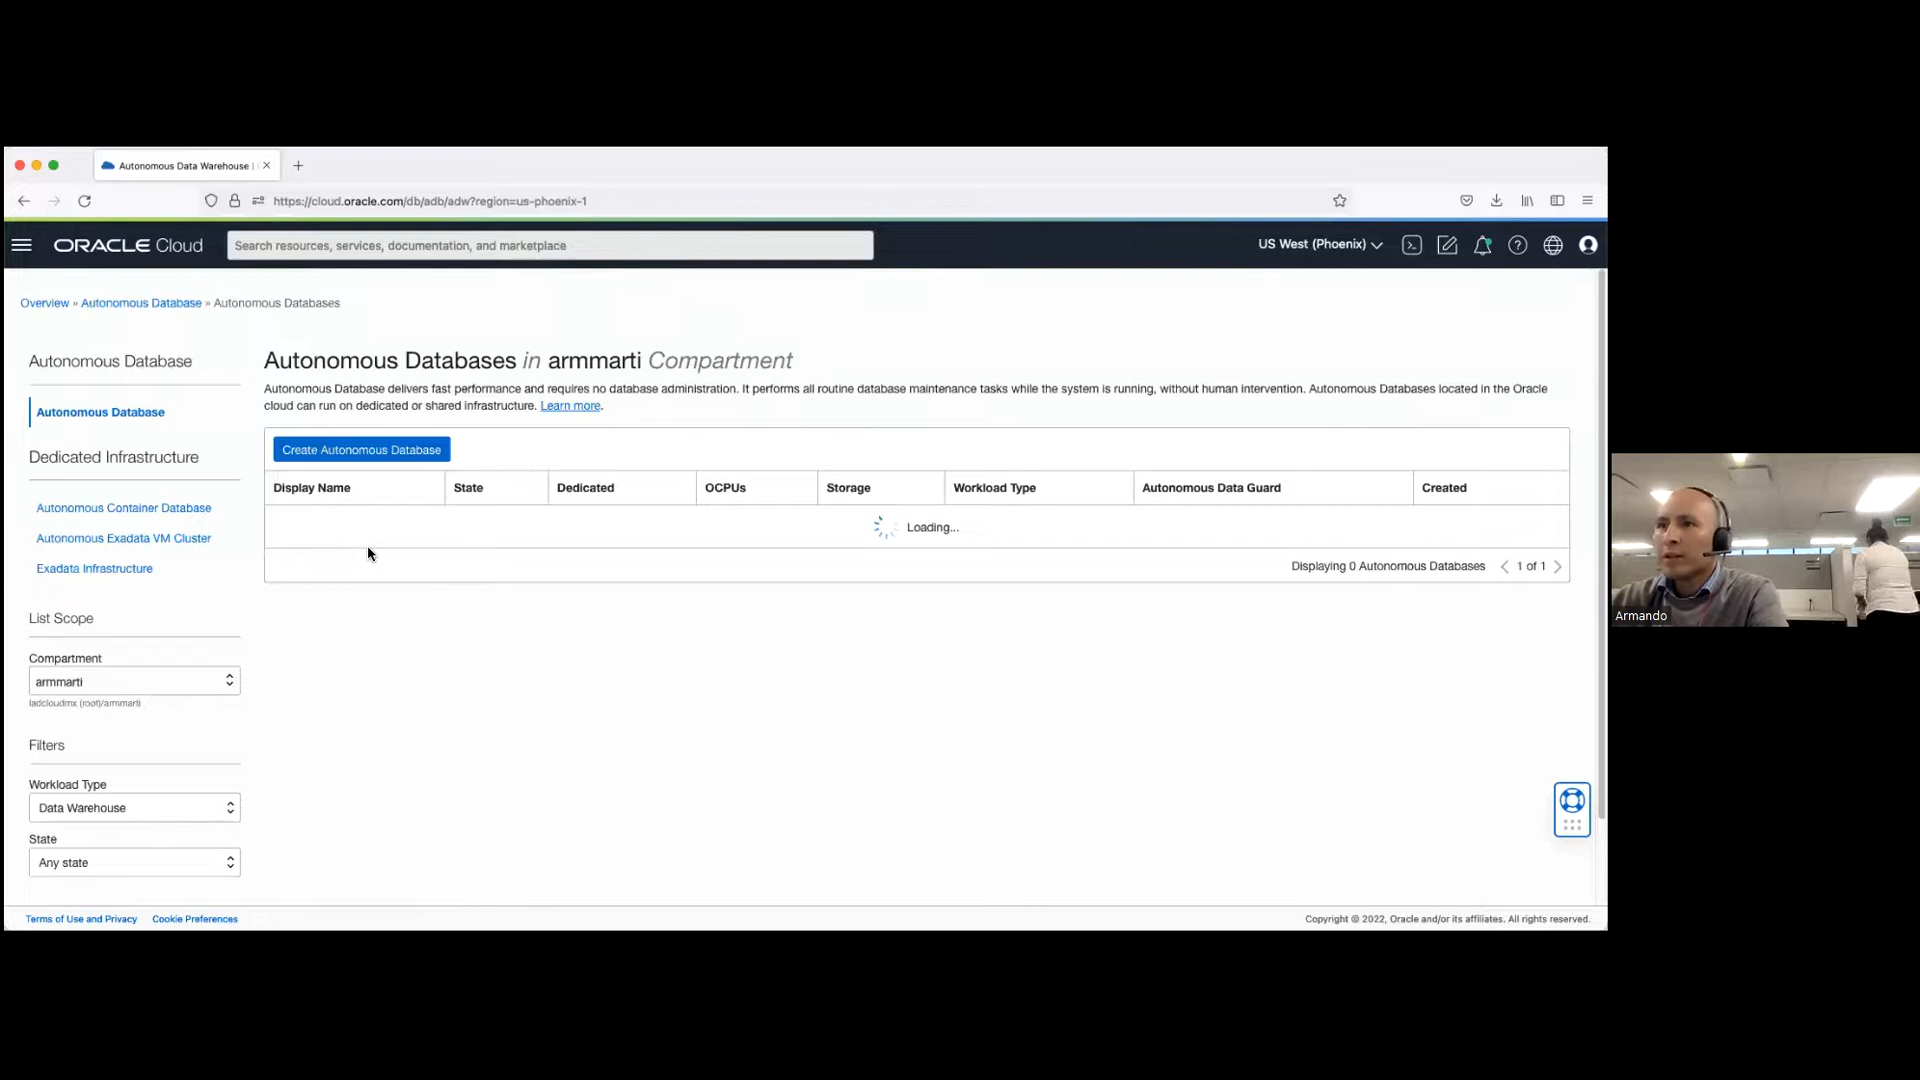 Autonomous Data Warehouse |
https://cloud.oracle.com/db/adb/adw?region=us-phoenix-1
ORACLE Cloud
Search resources, services, documentation, and marketplace
US West (Phoenix)
Overview » Autonomous Database » Autonomous Databases
Autonomous Database
Autonomous Database
Dedicated Infrastructure
Autonomous Container Database
Autonomous Exadata VM Cluster
Exadata Infrastructure
List Scope
Compartment
armmarti
ladcloudmx (root)/armmarti
Filters
Workload Type
Data Warehouse
State
Any state
Autonomous Databases in armmarti Compartment
Autonomous Database delivers fast performance and requires no database administration. It performs all routine database maintenance tasks while the system is running, without human intervention. Autonomous Databases located in the Oracle
cloud can run on dedicated or shared infrastructure. Learn more.
Create Autonomous Database
Display Name State Dedicated OCPUs Storage Workload Type Autonomous Data Guard Created
Loading...
Displaying 0 Autonomous Databases 1 of 1
Armando
Terms of Use and Privacy Cookie Preferences
Copyright © 2022, Oracle and/or its affiliates. All rights reserved.